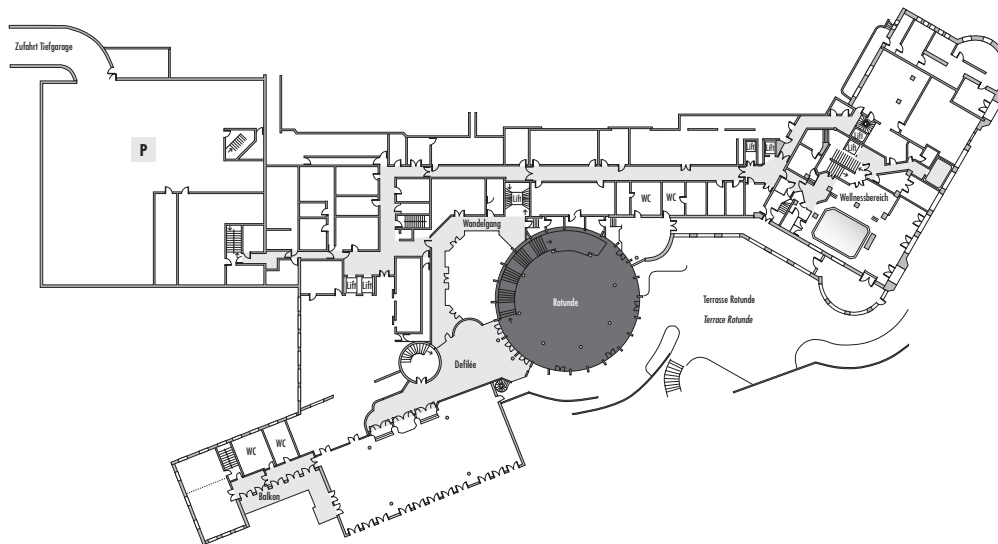 Zufahrt Tiefgarage
P
Lift
Lift
Lift
Lift
Lift
WC
WC
Wellnessbereich
Wandelgang
Lift
Lift
Rotunde
Terrasse Rotunde
Terrace Rotunde
Defilée
WC
WC
Balkon